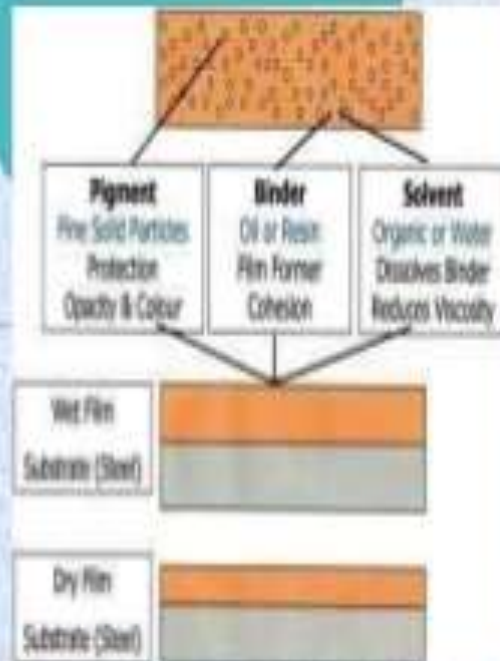 Pigment
Fine Solid Particles
Protection
Opacity & Colour
Binder
Oil or Resin
Film Former
Cohesion
Solvent
Organic or Water
Dissolves Binder
Reduces Viscosity
Wet Film
Substrate (Steel)
Dry Film
Substrate (Steel)